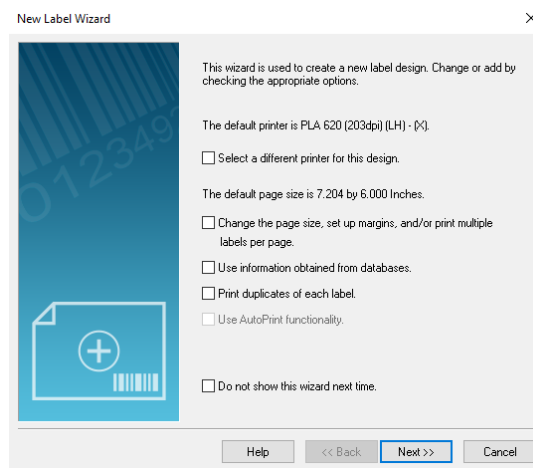 New Label Wizard
This wizard is used to create a new label design. Change or add by
checking the appropriate options.
The default printer is PLA 620 (203dpi) (LH) - (X).
Select a different printer for this design.
The default page size is 7.204 by 6.000 Inches.
Change the page size, set up margins, and/or print multiple
labels per page.
Use information obtained from databases.
Print duplicates of each label.
Use AutoPrint functionality.
Do not show this wizard next time.
0123493
Help
<< Back
Next >>
Cancel